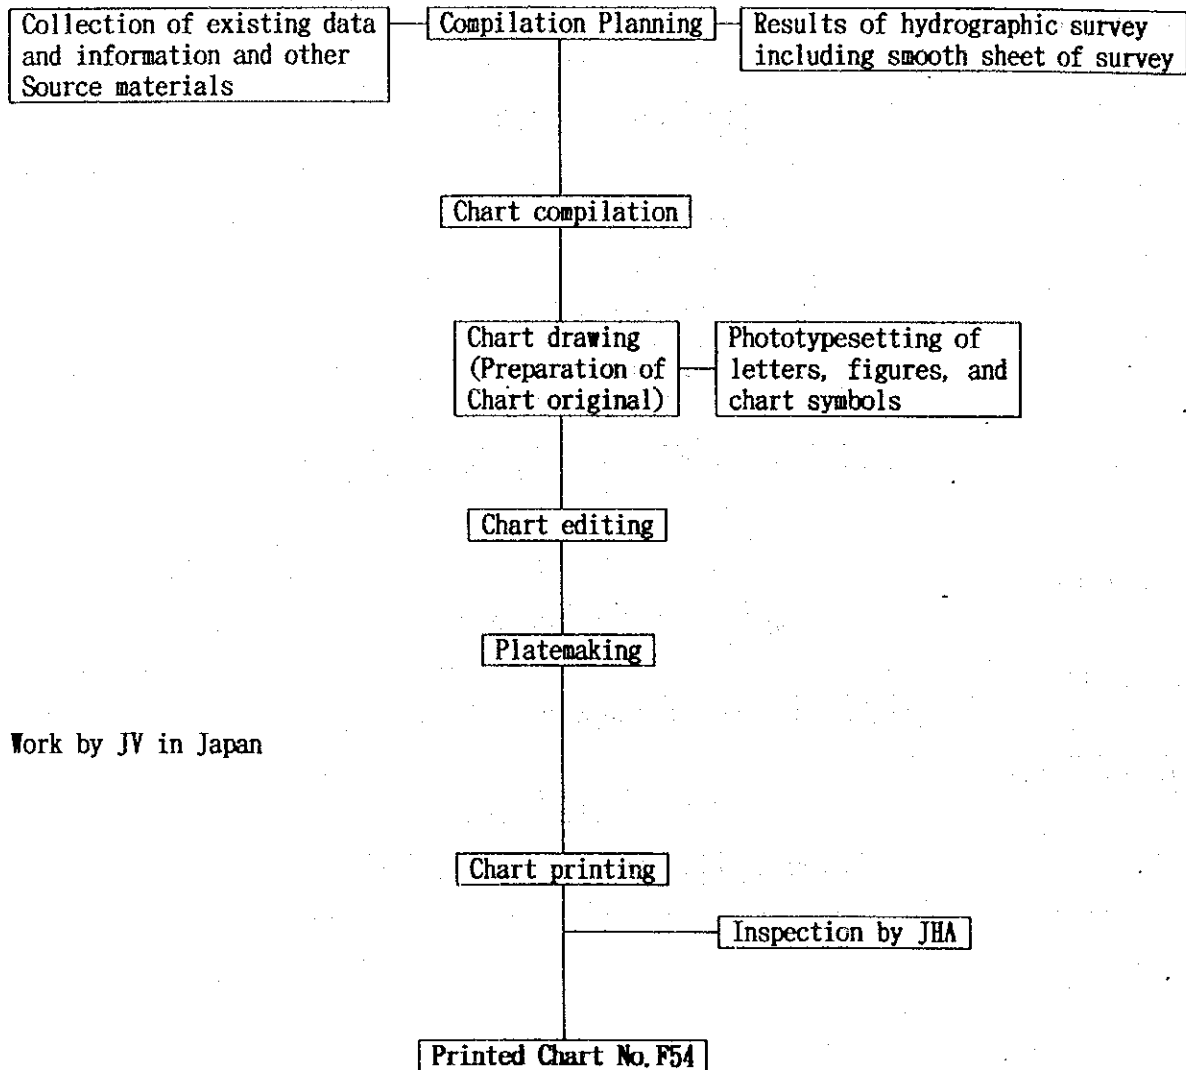 Collection of existing data
and information and other
Source materials
Compilation Planning
Results of hydrographic survey
including smooth sheet of survey
Chart compilation
Chart drawing
(Preparation of
Chart original)
Phototypesetting of
letters, figures, and
chart symbols
Chart editing
Platemaking
Work by JV in Japan
Chart printing
Inspection by JHA
Printed Chart No. F54